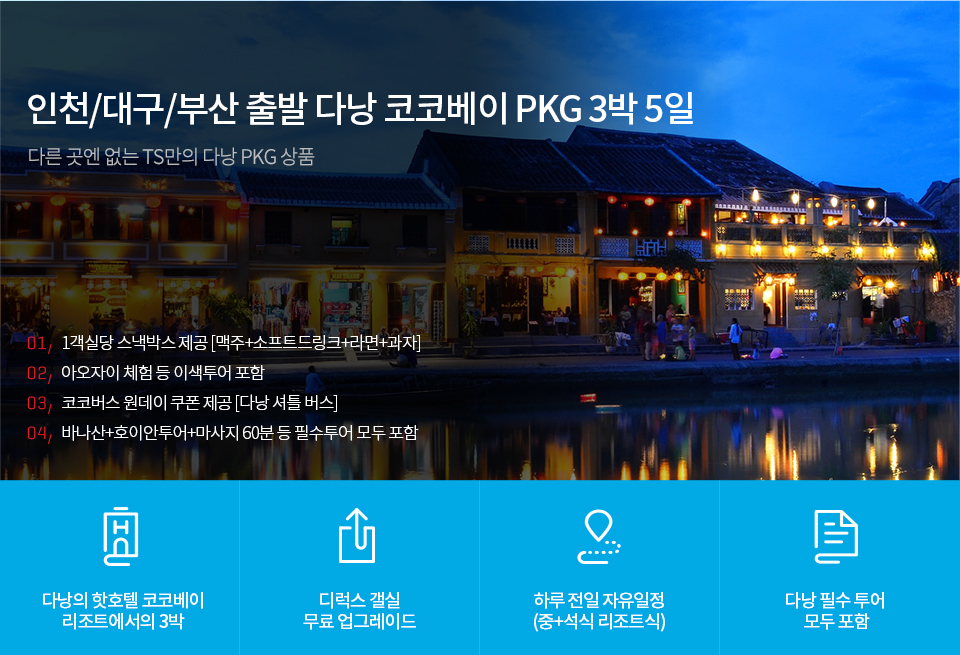 인천/대구/부산 출발 다낭 코코베이 PKG 3박 5일
다른 곳엔 없는 TS만의 다낭 PKG 상품
01, 1객실당 스낵박스 제공 [맥주+소프트드링크+라면+과자]
02, 아오자이 체험 등 이색투어 포함
03, 코코버스 원데이 쿠폰 제공 [다낭 셔틀 버스]
04, 바나산+호이안투어+마사지 60분 등 필수투어 모두 포함
다낭의 핫호텔 코코베이
리조트에서의 3박
디럭스 갤실
무료 업그레이드
하루 전일 자유일정
(중+석식 리조트식)
다낭 필수 투어
모두 포함